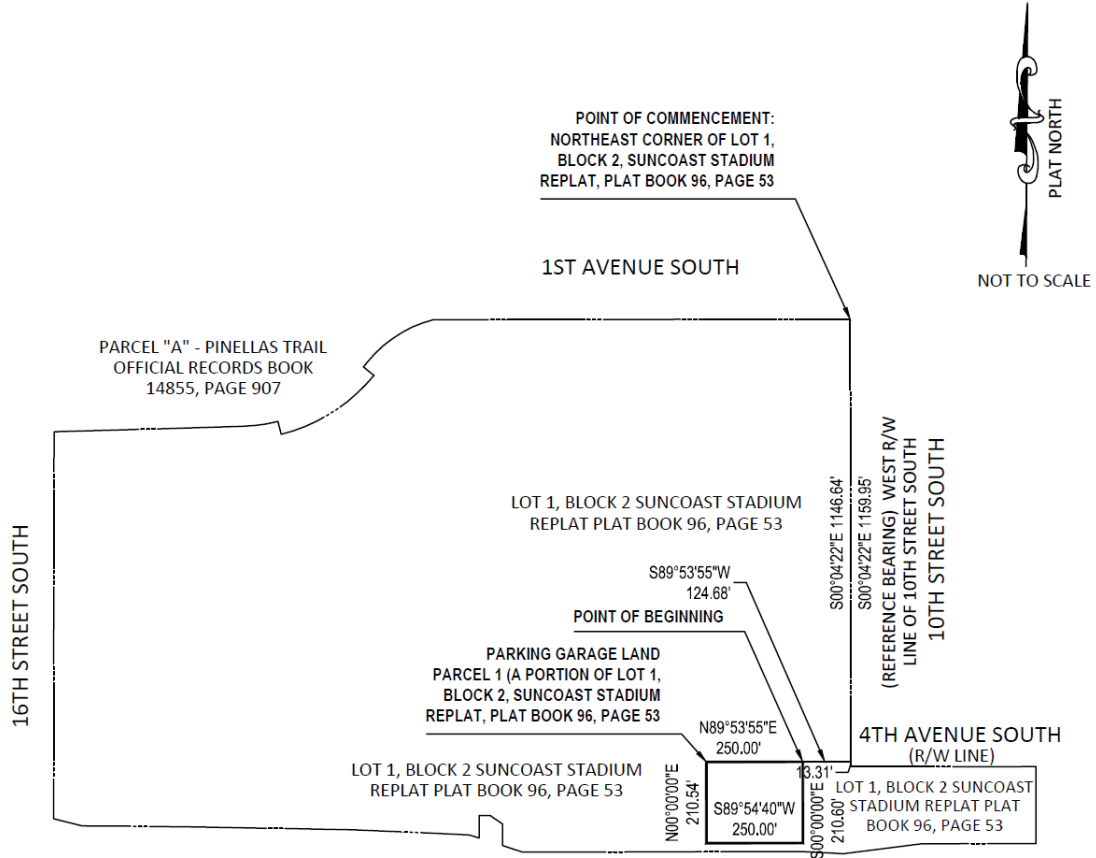 POINT OF COMMENCEMENT:
NORTHEAST CORNER OF LOT 1,
BLOCK 2, SUNCOAST STADIUM
REPLAT, PLAT BOOK 96, PAGE 53
PLAT NORTH
NOT TO SCALE
1ST AVENUE SOUTH
PARCEL "A" - PINELLAS TRAIL
OFFICIAL RECORDS BOOK
14855, PAGE 907
16TH STREET SOUTH
LOT 1, BLOCK 2 SUNCOAST STADIUM
REPLAT PLAT BOOK 96, PAGE 53
S00°04'22"E 1146.64'
S00°04'22"E 1159.95'
(REFERENCE BEARING) WEST R/W
LINE OF 10TH STREET SOUTH
10TH STREET SOUTH
S89°53'55"W
124.68'
POINT OF BEGINNING
PARKING GARAGE LAND
PARCEL 1 (A PORTION OF LOT 1,
BLOCK 2, SUNCOAST STADIUM
REPLAT, PLAT BOOK 96, PAGE 53
N89°53'55"E
250.00'
4TH AVENUE SOUTH
(R/W LINE)
13.31'
LOT 1, BLOCK 2 SUNCOAST STADIUM
REPLAT PLAT BOOK 96, PAGE 53
N00°00'00"E
210.54'
S89°54'40"W
250.00'
S00°00'00"E
210.60'
LOT 1, BLOCK 2 SUNCOAST
STADIUM REPLAT PLAT
BOOK 96, PAGE 53